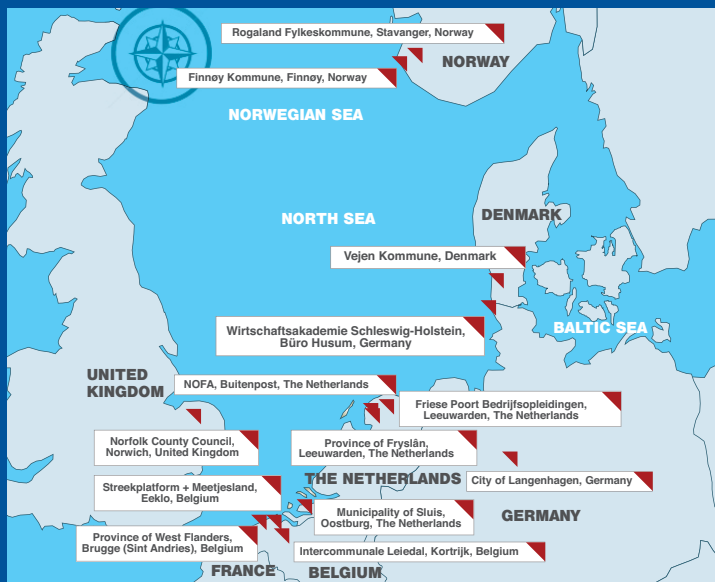 Rogaland Fylkeskommune, Stavanger, Norway
NORWAY
Finnøy Kommune, Finnøy, Norway
NORWEGIAN SEA
NORTH SEA
DENMARK
Vejen Kommune, Denmark
Wirtschaftsakademie Schleswig-Holstein,
Büro Husum, Germany
BALTIC SEA
UNITED
KINGDOM
NOFA, Buitenpost, The Netherlands
Friese Poort Bedrijfsopleidingen,
Leeuwarden, The Netherlands
Norfolk County Council,
Norwich, United Kingdom
Province of Fryslân,
Leeuwarden, The Netherlands
THE NETHERLANDS
City of Langenhagen, Germany
Streekplatform + Meetjesland,
Eeklo, Belgium
Municipality of Sluis,
Oostburg, The Netherlands
GERMANY
Province of West Flanders,
Brugge (Sint Andries), Belgium
Intercommunale Leiedal, Kortrijk, Belgium
FRANCE
BELGIUM